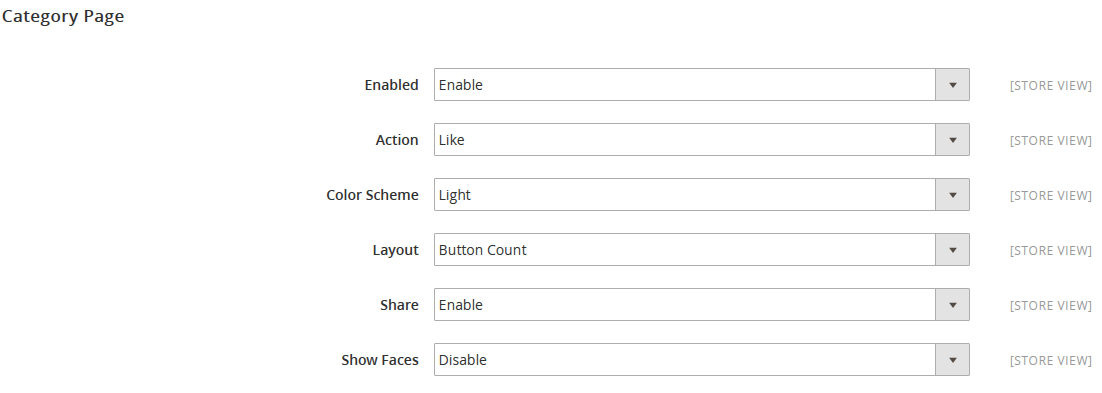 Category Page
Enabled Enable [STORE VIEW]
Action Like [STORE VIEW]
Color Scheme Light [STORE VIEW]
Layout Button Count [STORE VIEW]
Share Enable [STORE VIEW]
Show Faces Disable [STORE VIEW]